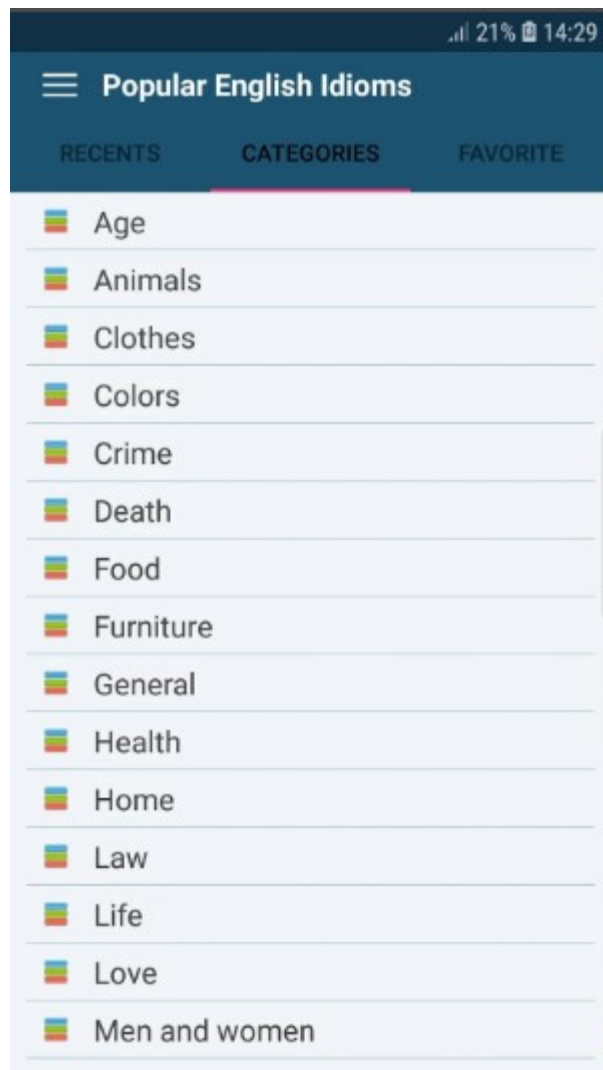 21% 14:29
Popular English Idioms
RECENTS CATEGORIES FAVORITE
Age
Animals
Clothes
Colors
Crime
Death
Food
Furniture
General
Health
Home
Law
Life
Love
Men and women